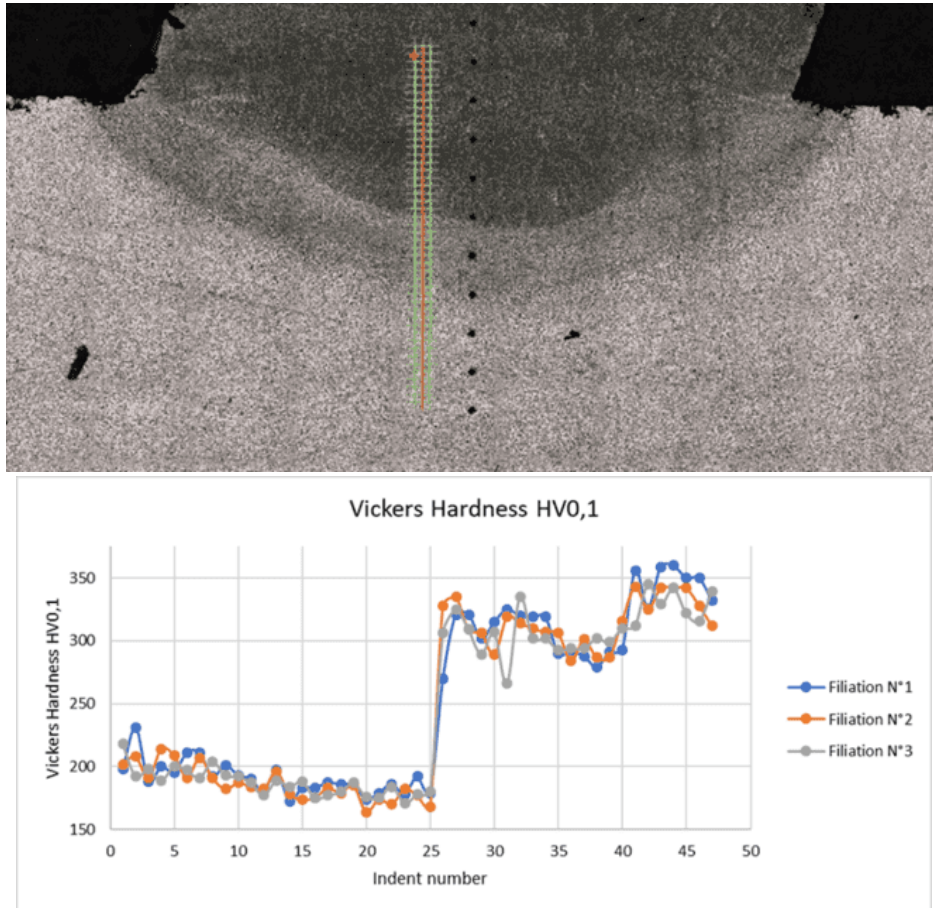 Vickers Hardness HV0,1
Vickers Hardness HV0,1
350
300
250
200
150
0 5 10 15 20 25 30 35 40 45 50
Indent number
Filiation N°1
Filiation N°2
Filiation N°3